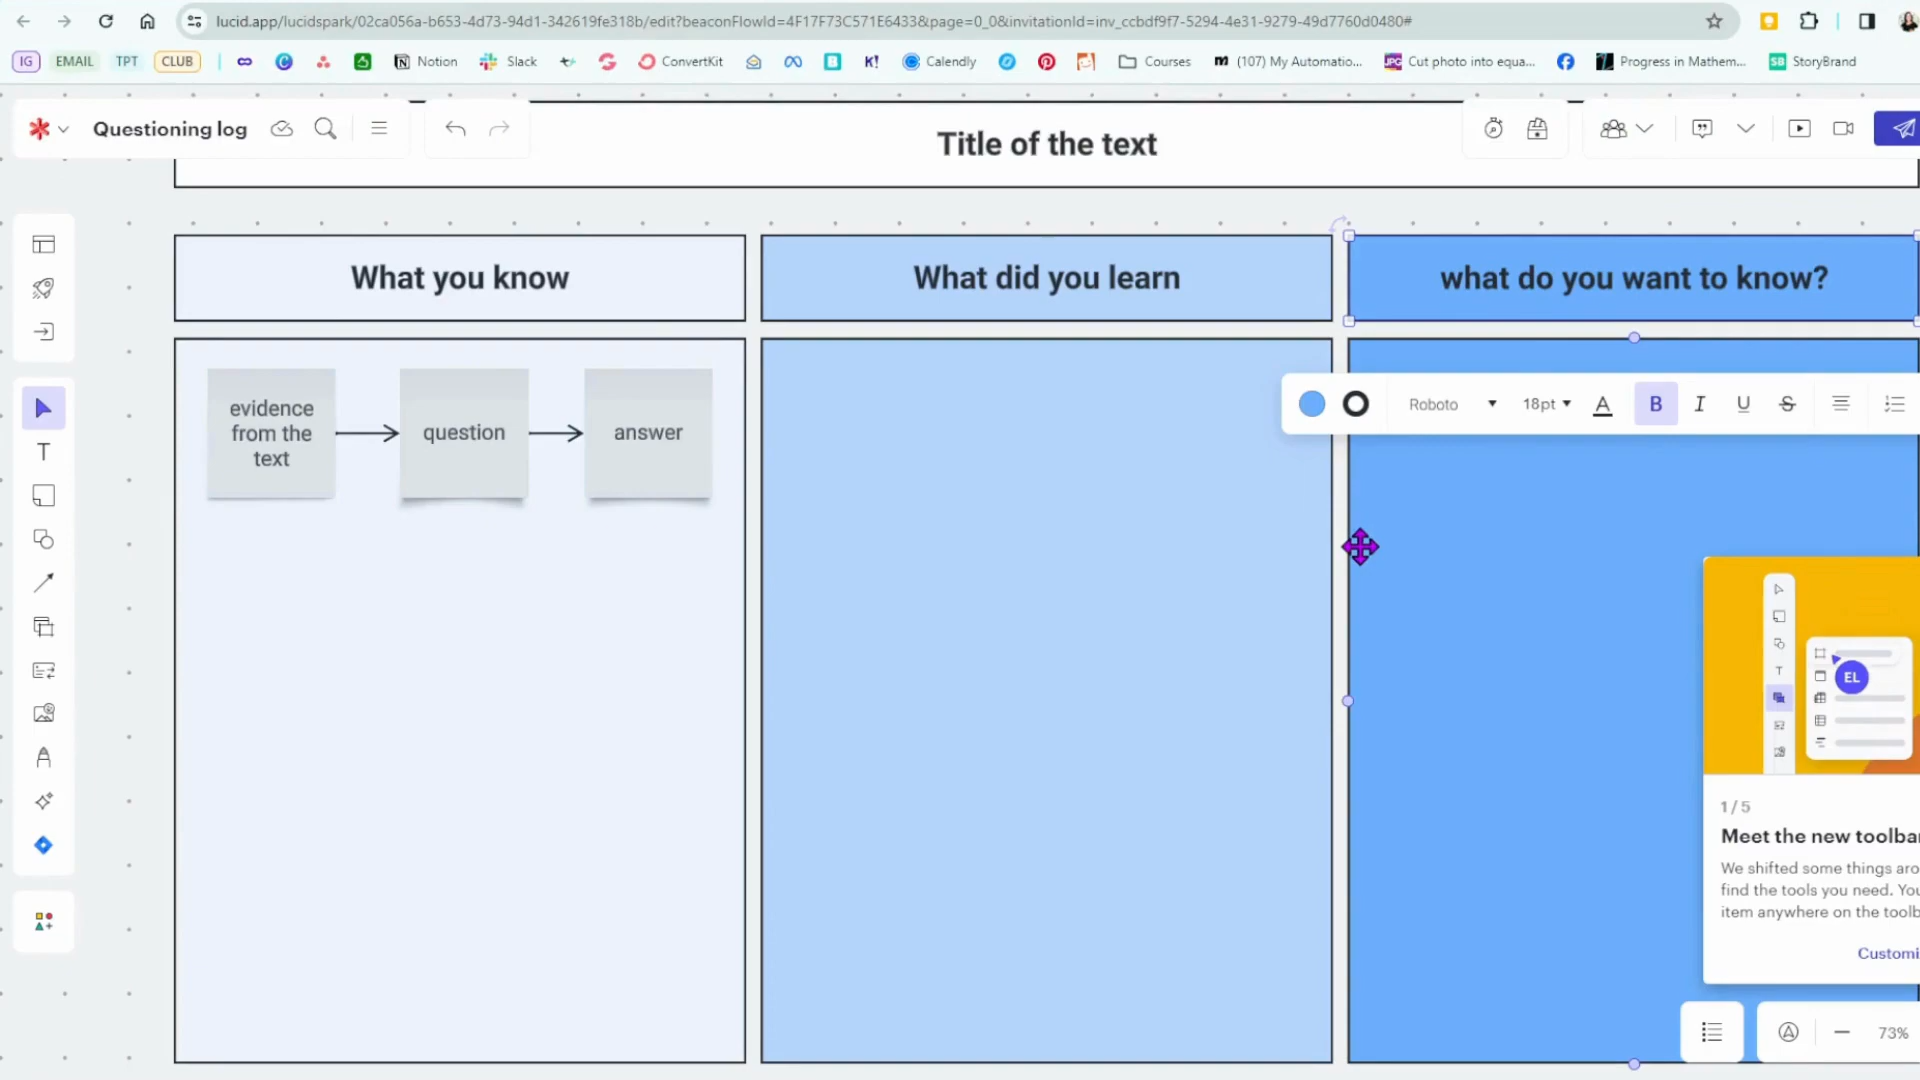 lucid.app/lucidspark/02ca056a-b653-4d73-94d1-342619fe318b/edit?beaconFlowId=4F17F73C571E6433&page=0_0&invitationId=inv_ccbdf9f7-5294-4e31-9279-49d7760d0480#
IG EMAIL TPT CLUB Notion Slack ConvertKit K! Calendly Courses m (107) My Automatio... JPG Cut photo into equa... Progress in Mathem... SB StoryBrand
Questioning log
Title of the text
What you know
What did you learn
what do you want to know?
evidence
from the
text
question
answer
Roboto 18pt A B I U S
T
EL
1 / 5
Meet the new toolba
We shifted some things aro
find the tools you need. You
item anywhere on the toolb
Customi
73%